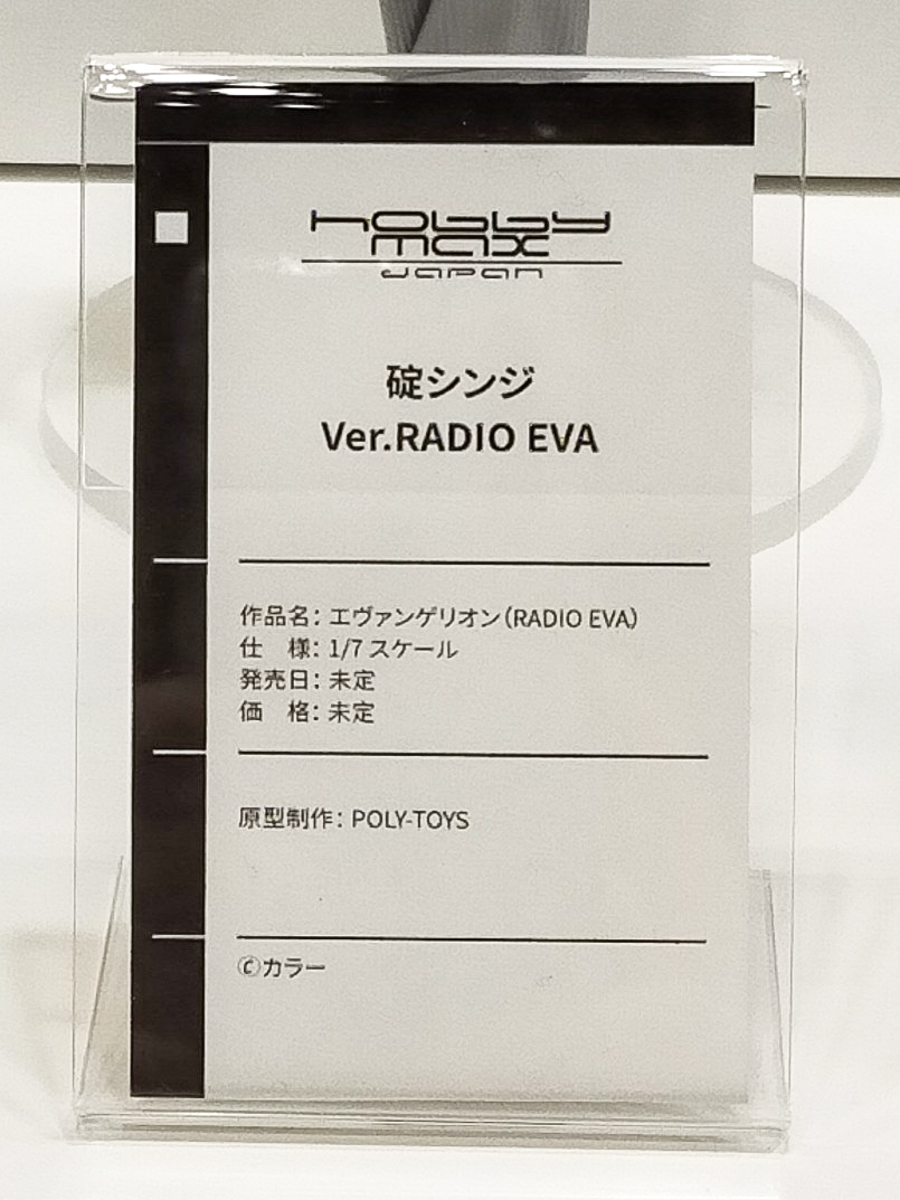 hobby
max
Japan
碇シンジ
Ver.RADIO EVA
作品名：エヴァンゲリオン（RADIO EVA）
仕　様：1/7 スケール
発売日：未定
価　格：未定
原型制作：POLY-TOYS
©カラー